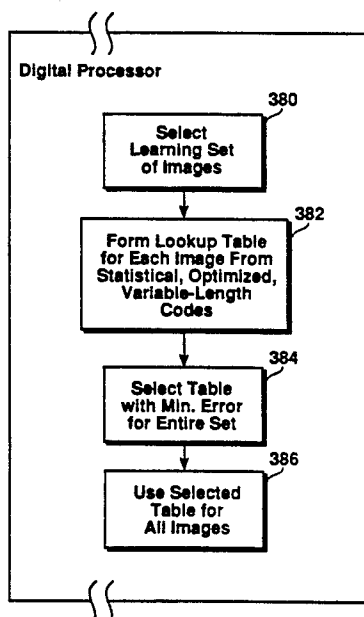 Digital Processor
380
Select
Learning Set
of Images
382
Form Lookup Table
for Each Image From
Statistical, Optimized,
Variable-Length
Codes
384
Select Table
with Min. Error
for Entire Set
386
Use Selected
Table for
All Images